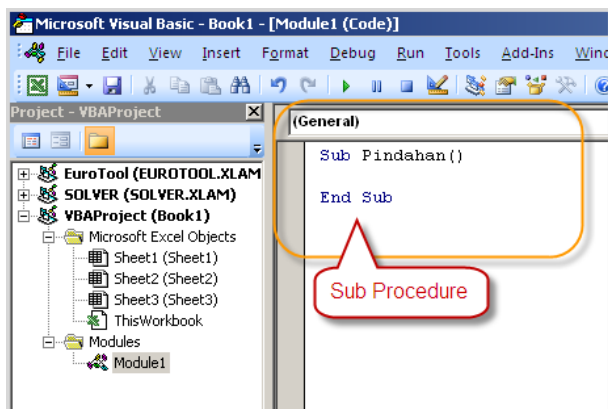 Microsoft Visual Basic - Book1 - [Module1 (Code)]
File Edit View Insert Format Debug Run Tools Add-Ins Wind
Project - VBAProject
(General)
Sub Pindahan()
End Sub
Sub Procedure
EuroTool (EUROTOOL.XLAM
SOLVER (SOLVER.XLAM)
VBAProject (Book1)
Microsoft Excel Objects
Sheet1 (Sheet1)
Sheet2 (Sheet2)
Sheet3 (Sheet3)
ThisWorkbook
Modules
Module1